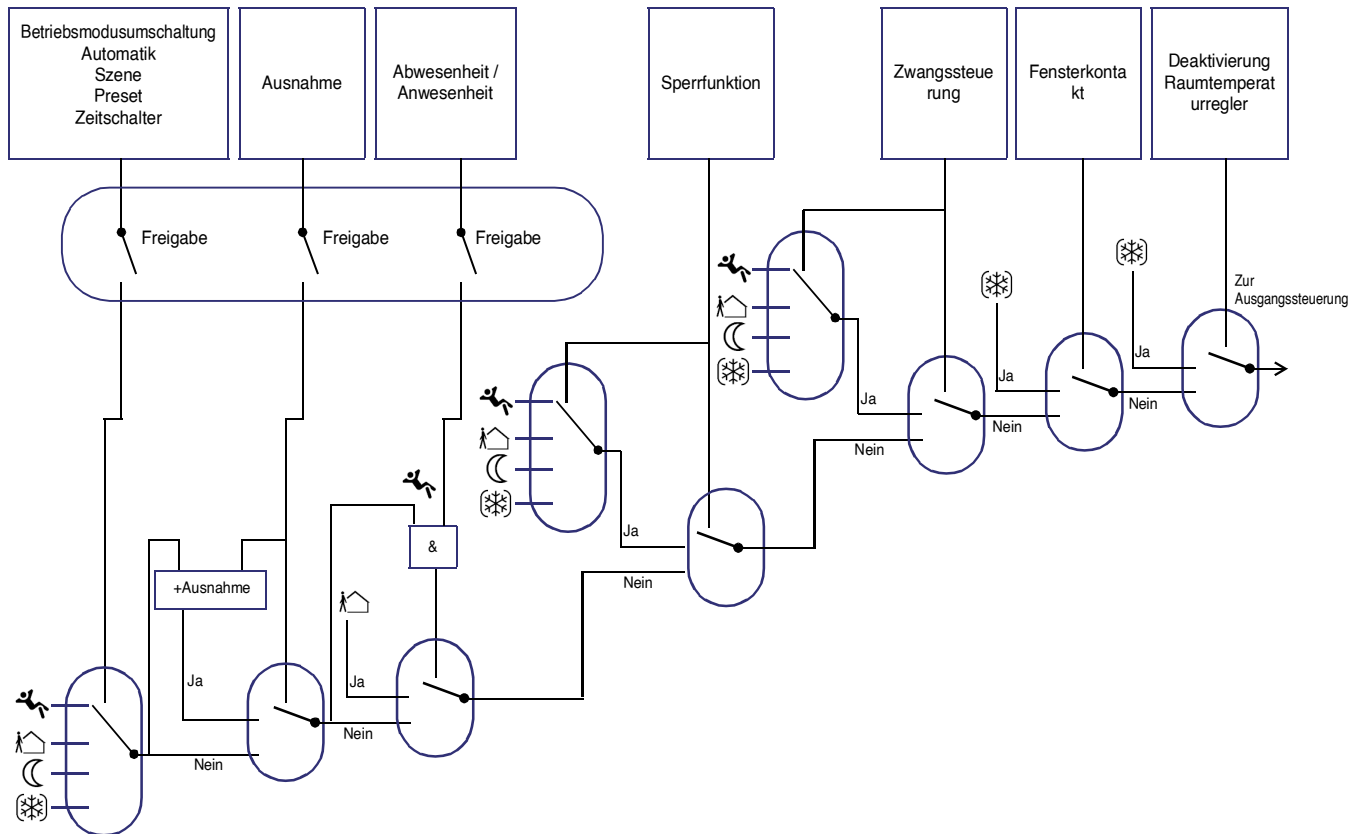 Betriebsmodusumschaltung
Automatik
Szene
Preset
Zeitschalter
Ausnahme
Abwesenheit /
Anwesenheit
Sperrfunktion
Zwangssteue
rung
Fensterkonta
kt
Deaktivierung
Raumtemperat
urregler
Freigabe
Freigabe
Freigabe
Zur
Ausgangssteuerung
Ja
Nein
Ja
Nein
Ja
Nein
Ja
Nein
&
+Ausnahme
Ja
Nein
Ja
Nein